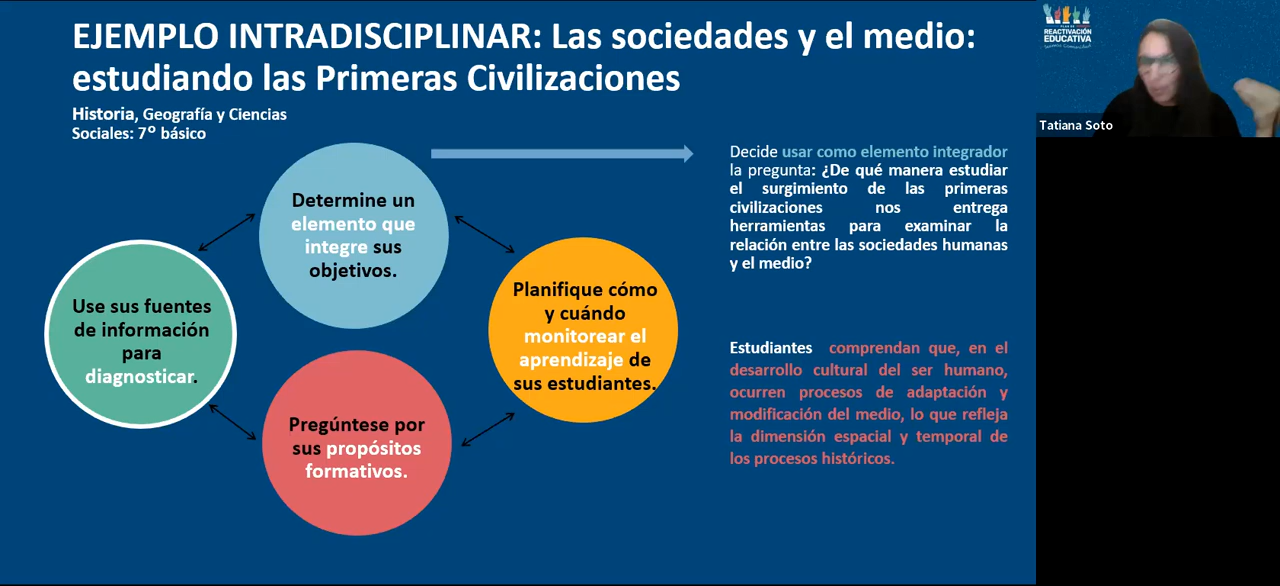 EJEMPLO INTRADISCIPLINAR: Las sociedades y el medio:
estudiando las Primeras Civilizaciones
Historia, Geografía y Ciencias
Sociales: 7° básico
Determine un
elemento que
integre sus
objetivos.
Use sus fuentes
de información
para
diagnosticar.
Planifique cómo
y cuándo
monitorear el
aprendizaje de
sus estudiantes.
Pregúntese por
sus propósitos
formativos.
Decide usar como elemento integrador
la pregunta: ¿De qué manera estudiar
el surgimiento de las primeras
civilizaciones nos entrega
herramientas para examinar la
relación entre las sociedades humanas
y el medio?
Estudiantes comprendan que, en el
desarrollo cultural del ser humano,
ocurren procesos de adaptación y
modificación del medio, lo que refleja
la dimensión espacial y temporal de
los procesos históricos.
REACTIVACIÓN
EDUCATIVA
Tatiana Soto